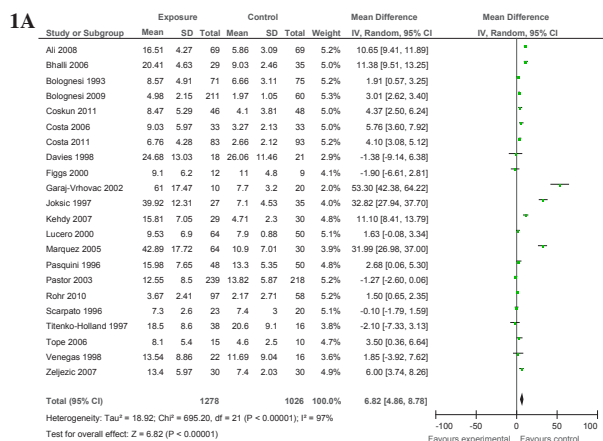 1A
Exposure Control Mean Difference Mean Difference
Study or Subgroup Mean SD Total Mean SD Total Weight IV, Random, 95% CI IV, Random, 95% CI
Ali 2008 16.51 4.27 69 5.86 3.09 69 5.2% 10.65 [9.41, 11.89]
Bhalli 2006 20.41 4.63 29 9.03 2.46 35 5.0% 11.38 [9.51, 13.25]
Bolognesi 1993 8.57 4.91 71 6.66 3.11 75 5.2% 1.91 [0.57, 3.25]
Bolognesi 2009 4.98 2.15 211 1.97 1.05 60 5.3% 3.01 [2.62, 3.40]
Coskun 2011 8.47 5.29 46 4.1 3.81 48 5.0% 4.37 [2.50, 6.24]
Costa 2006 9.03 5.97 33 3.27 2.13 33 5.0% 5.76 [3.60, 7.92]
Costa 2011 6.76 4.28 83 2.66 2.12 93 5.2% 4.10 [3.08, 5.12]
Davies 1998 24.68 13.03 18 26.06 11.46 21 2.9% -1.38 [-9.14, 6.38]
Figgs 2000 9.1 6.2 12 11 4.8 9 4.0% -1.90 [-6.61, 2.81]
Garaj-Vrhovac 2002 61 17.47 10 7.7 3.2 20 2.0% 53.30 [42.38, 64.22]
Joksic 1997 39.92 12.31 27 7.1 4.53 35 4.0% 32.82 [27.94, 37.70]
Kehdy 2007 15.81 7.05 29 4.71 2.3 30 4.8% 11.10 [8.41, 13.79]
Lucero 2000 9.53 6.9 64 7.9 0.88 50 5.1% 1.63 [-0.08, 3.34]
Marquez 2005 42.89 17.72 64 10.9 7.01 30 3.9% 31.99 [26.98, 37.00]
Pasquini 1996 15.98 7.65 48 13.3 5.35 50 4.8% 2.68 [0.06, 5.30]
Pastor 2003 12.55 8.5 239 13.82 5.87 218 5.2% -1.27 [-2.60, 0.06]
Rohr 2010 3.67 2.41 97 2.17 2.71 58 5.2% 1.50 [0.65, 2.35]
Scarpato 1996 7.3 2.6 23 7.4 3 20 5.1% -0.10 [-1.79, 1.59]
Titenko-Holland 1997 18.5 8.6 38 20.6 9.1 16 3.8% -2.10 [-7.33, 3.13]
Tope 2006 8.1 5.4 15 4.6 2.5 10 4.7% 3.50 [0.36, 6.64]
Venegas 1998 13.54 8.86 22 11.69 9.04 16 3.6% 1.85 [-3.92, 7.62]
Zeljezic 2007 13.4 5.97 30 7.4 2.03 30 5.0% 6.00 [3.74, 8.26]
Total (95% CI) 1278 1026 100.0% 6.82 [4.86, 8.78]
Heterogeneity: Tau² = 18.92; Chi² = 695.20, df = 21 (P < 0.00001); I² = 97%
Test for overall effect: Z = 6.82 (P < 0.00001)
-100 -50 0 50 100
Favours experimental Favours control